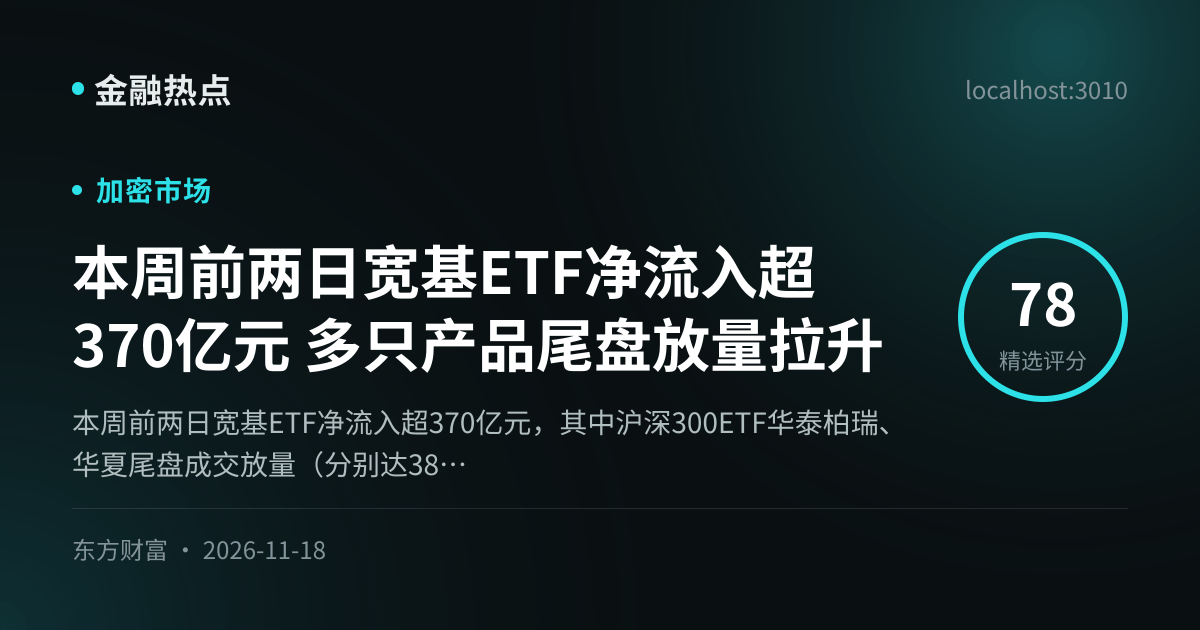 金融热点
localhost:3010
加密市场
本周前两日宽基ETF净流入超
370亿元 多只产品尾盘放量拉升
78
精选评分
本周前两日宽基ETF净流入超370亿元，其中沪深300ETF华泰柏瑞、
华夏尾盘成交放量（分别达38…
东方财富 · 2026-11-18